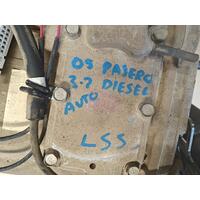 05 PAJERO
3.2 DIESEL
AUTO
LSS